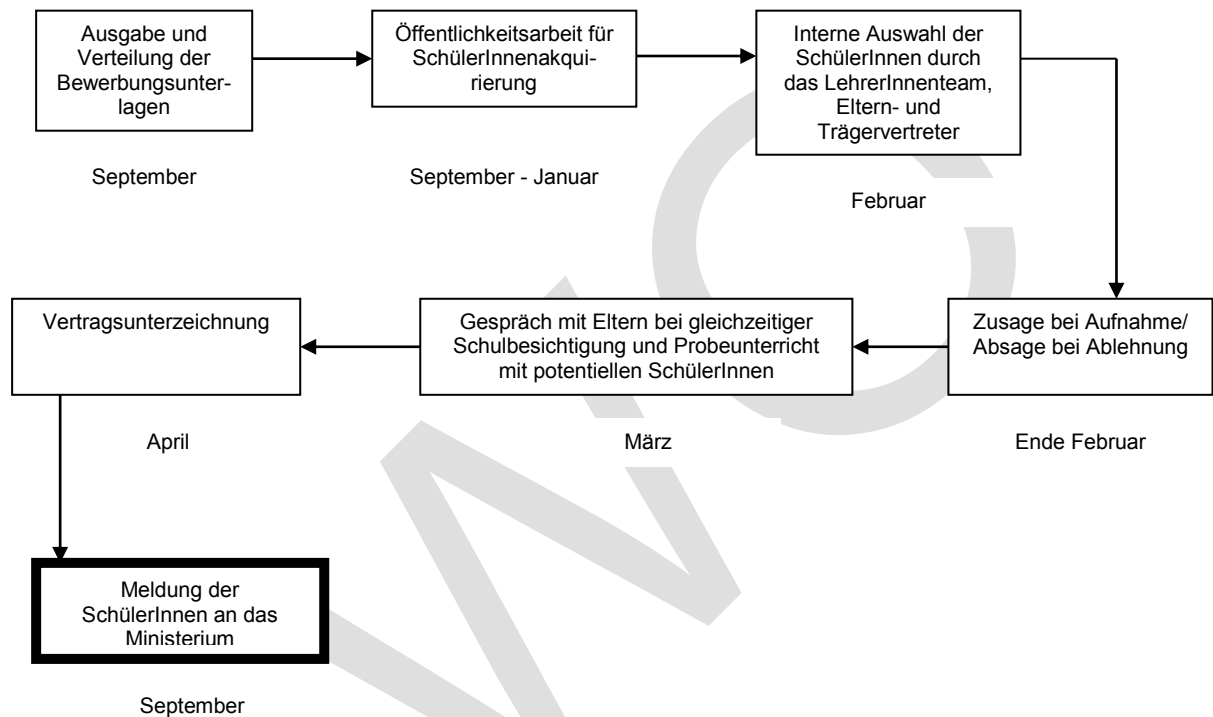 Ausgabe und
Verteilung der
Bewerbungsunter-
lagen
September
Öffentlichkeitsarbeit für
SchülerInnenakqui-
rierung
September - Januar
Interne Auswahl der
SchülerInnen durch
das LehrerInnenteam,
Eltern- und
Trägervertreter
Februar
Zusage bei Aufnahme/
Absage bei Ablehnung
Ende Februar
Gespräch mit Eltern bei gleichzeitiger
Schulbesichtigung und Probeunterricht
mit potentiellen SchülerInnen
März
Vertragsunterzeichnung
April
Meldung der
SchülerInnen an das
Ministerium
September